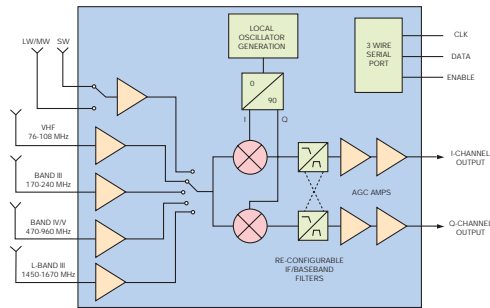 LW/MW
SW
LOCAL
OSCILLATOR
GENERATION
3 WIRE
SERIAL
PORT
CLK
DATA
ENABLE
0
90
I
Q
VHF
76-108 MHz
BAND III
170-240 MHz
BAND IV/V
470-960 MHz
L-BAND III
1450-1670 MHz
I-CHANNEL
OUTPUT
AGC AMPS
Q-CHANNEL
OUTPUT
RE-CONFIGURABLE
IF/BASEBAND
FILTERS